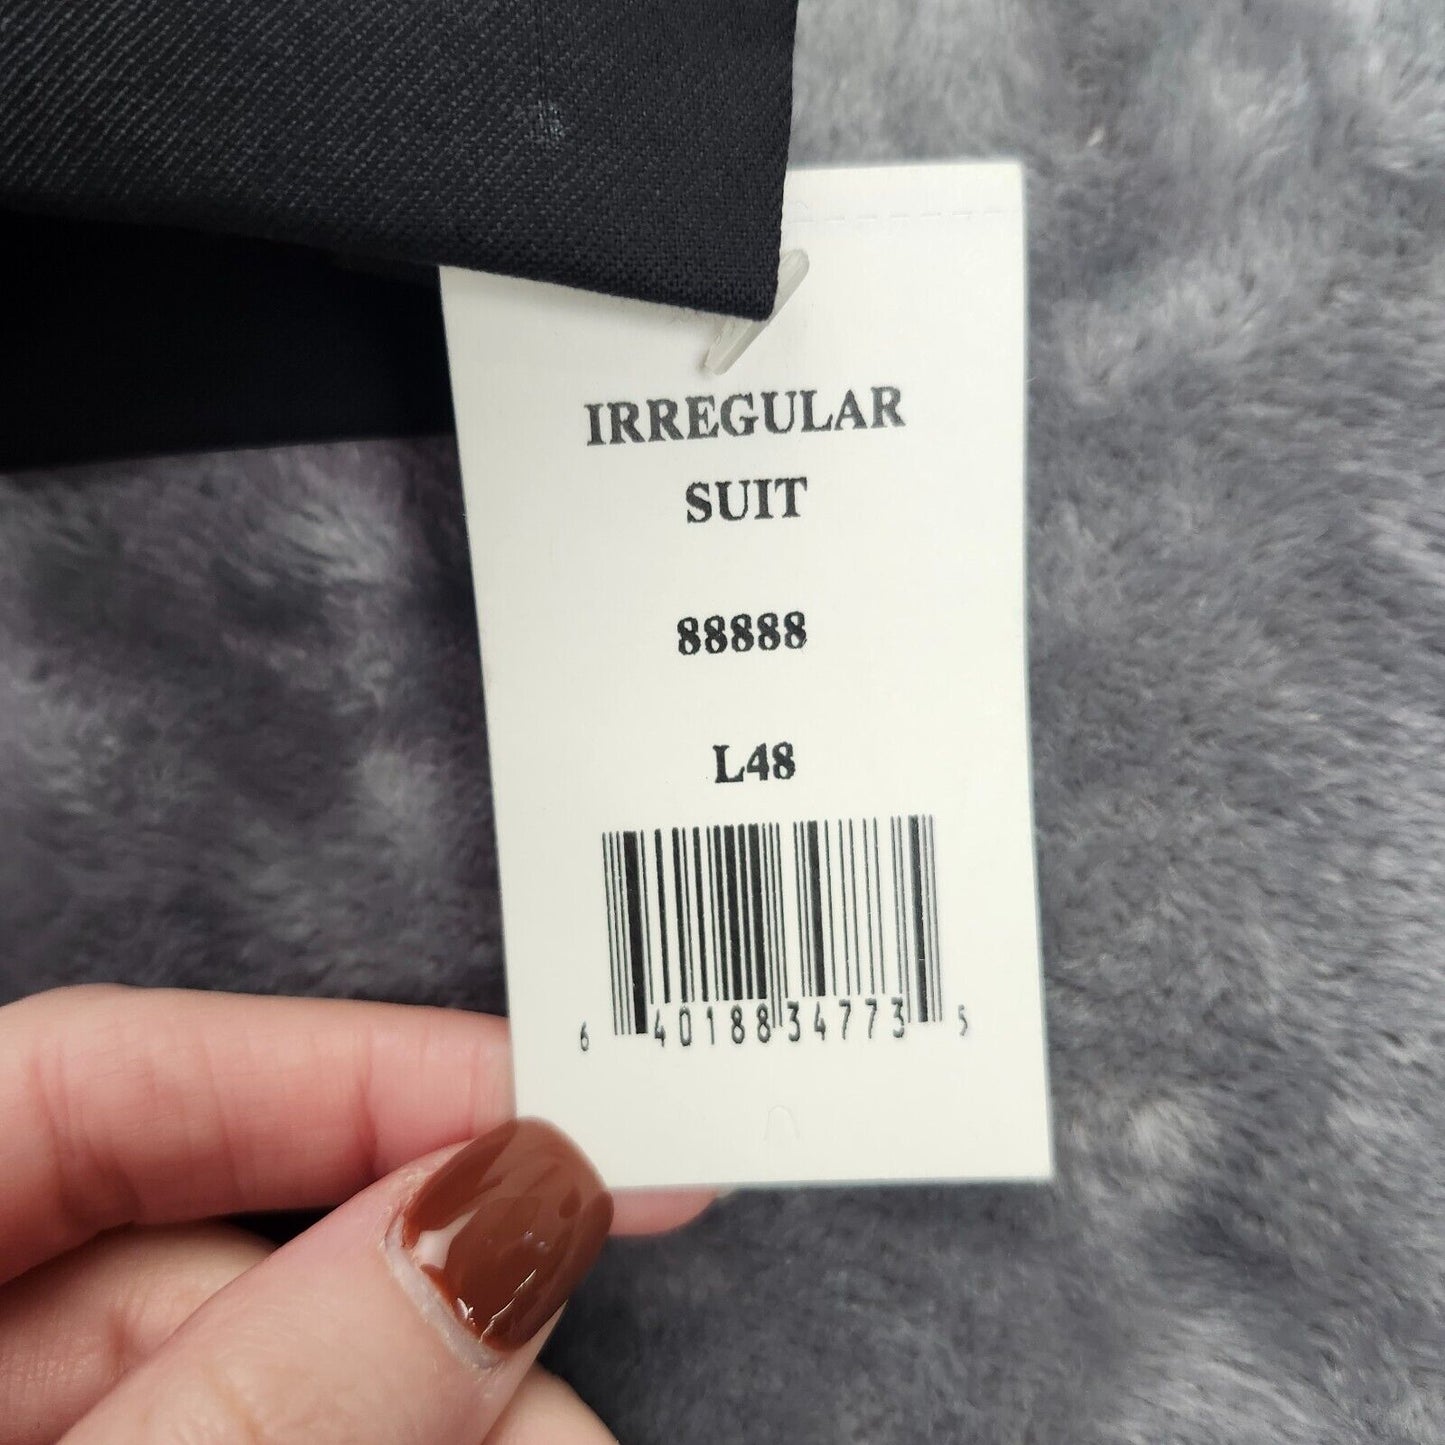 IRREGULAR
SUIT
88888
L48
6 40188 34773 5